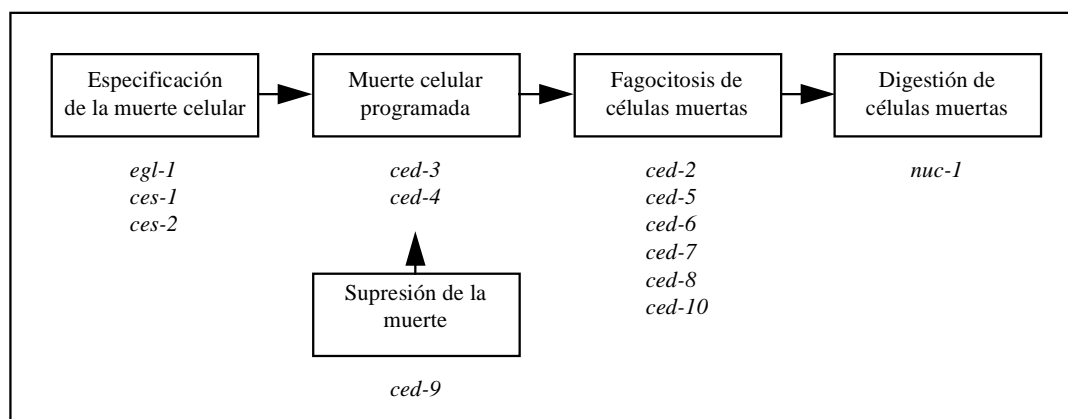 Especificación
de la muerte celular
Muerte celular
programada
Fagocitosis de
células muertas
Digestión de
células muertas
egl-1
ces-1
ces-2
ced-3
ced-4
ced-2
ced-5
ced-6
ced-7
ced-8
ced-10
nuc-1
Supresión de la
muerte
ced-9